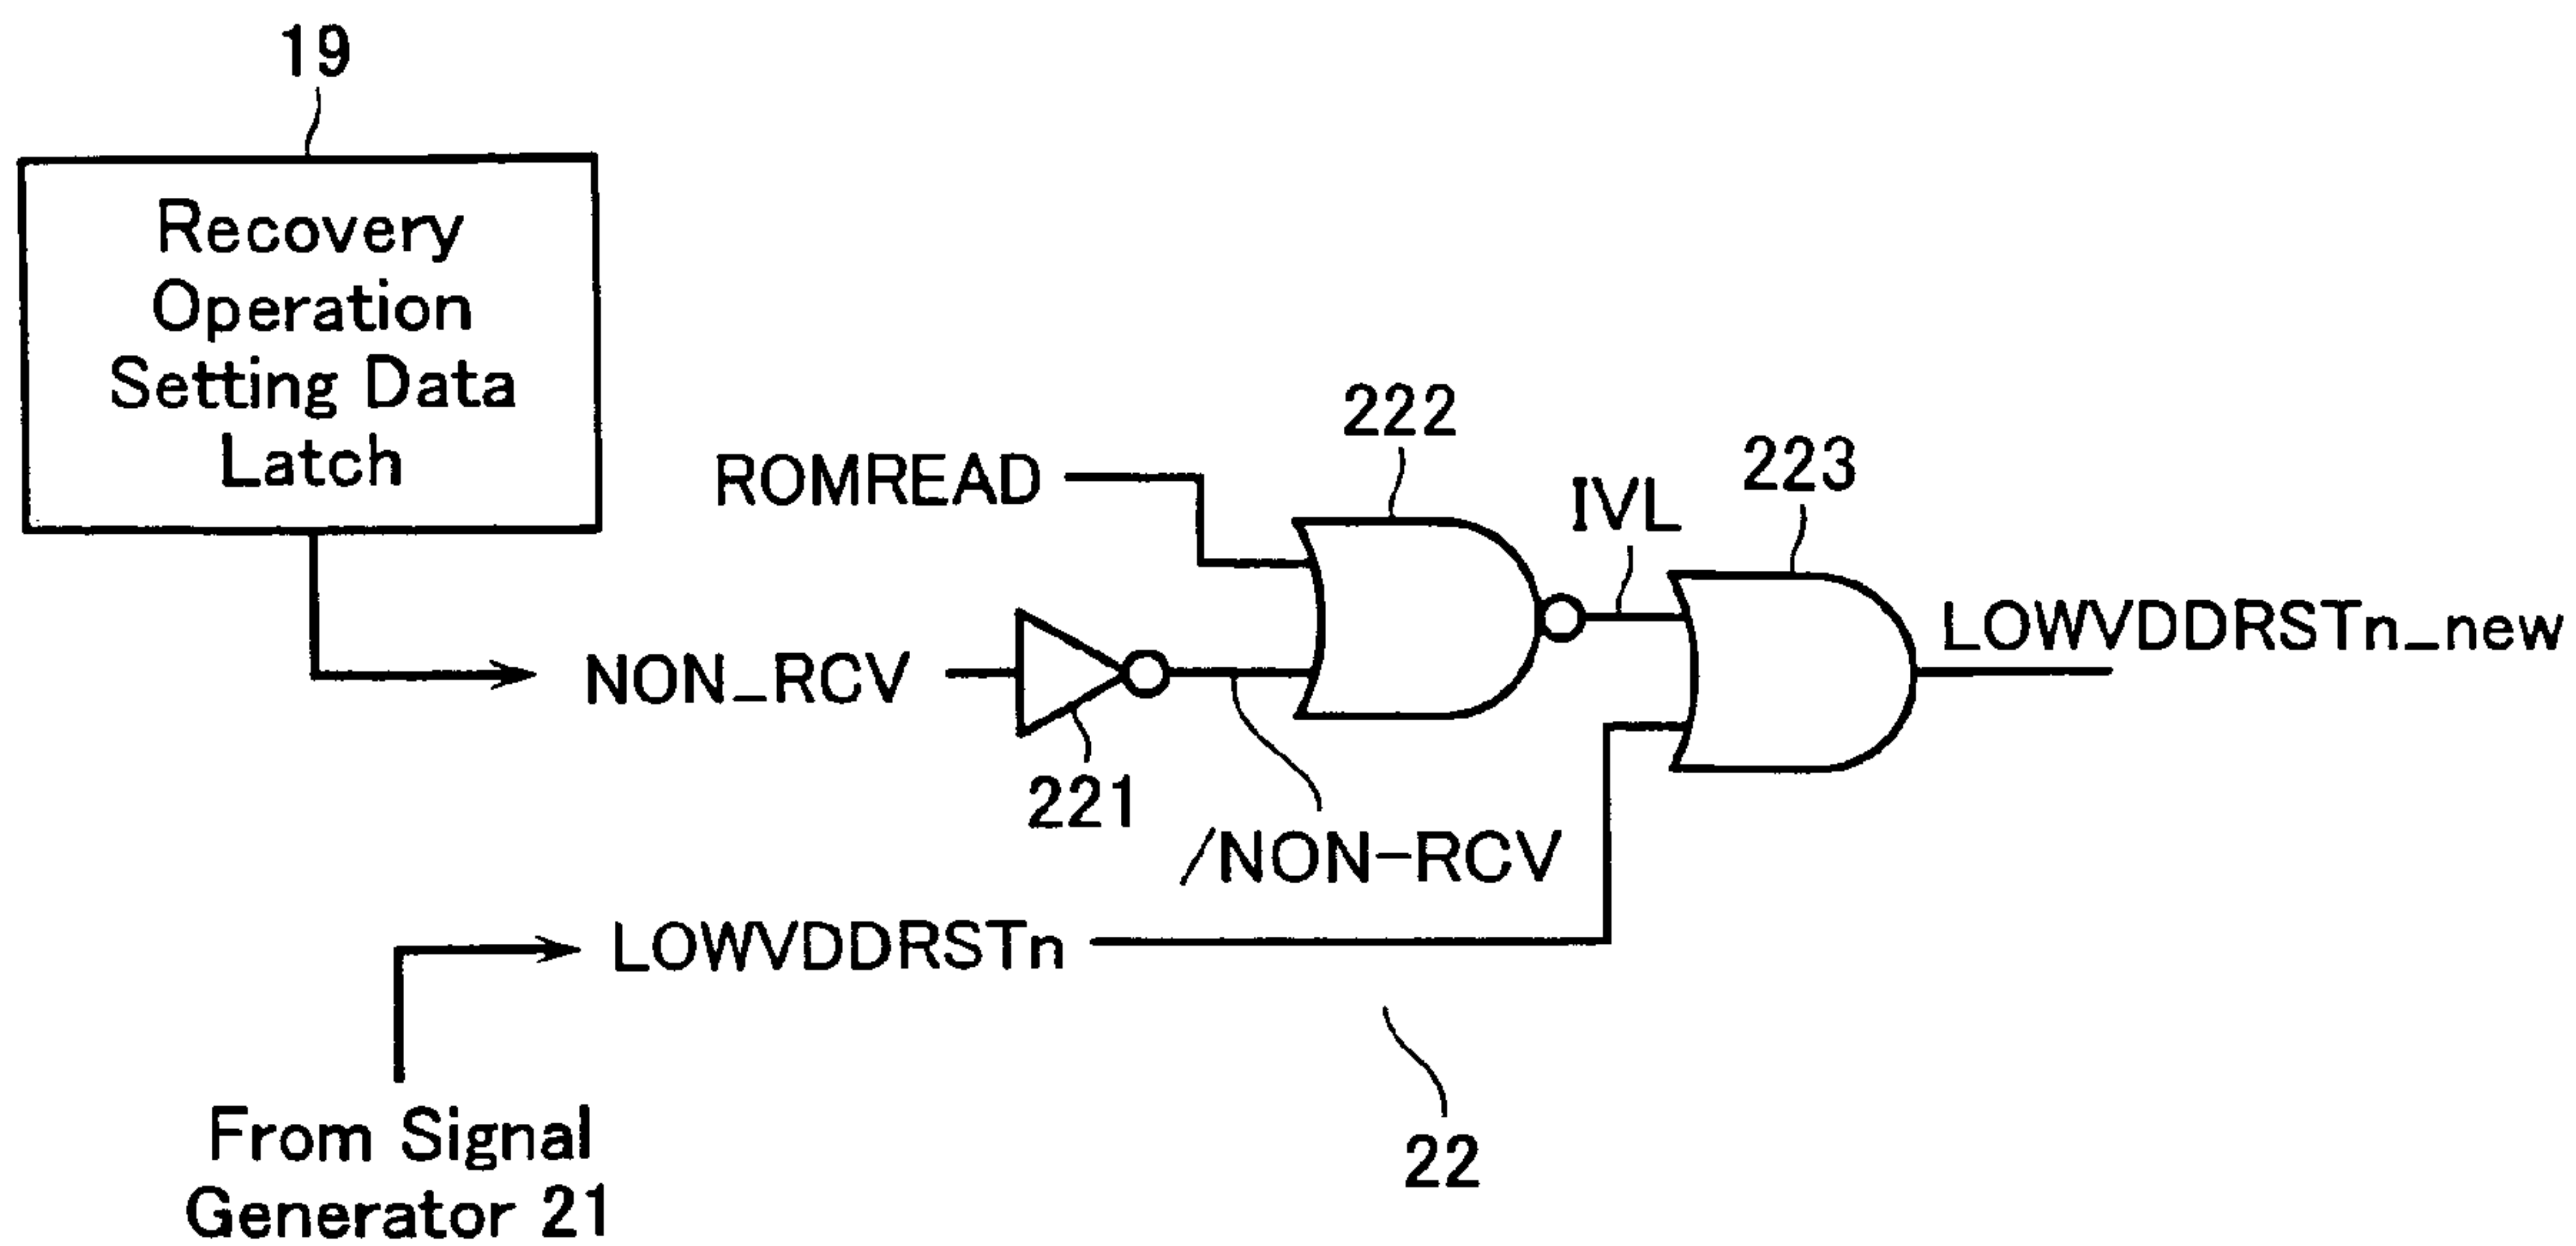 19
Recovery
Operation
Setting Data
Latch
222
223
ROMREAD
IVL
LOWVDDRSTn_new
NON_RCV
221
/NON-RCV
LOWVDDRSTn
From Signal
Generator 21
22